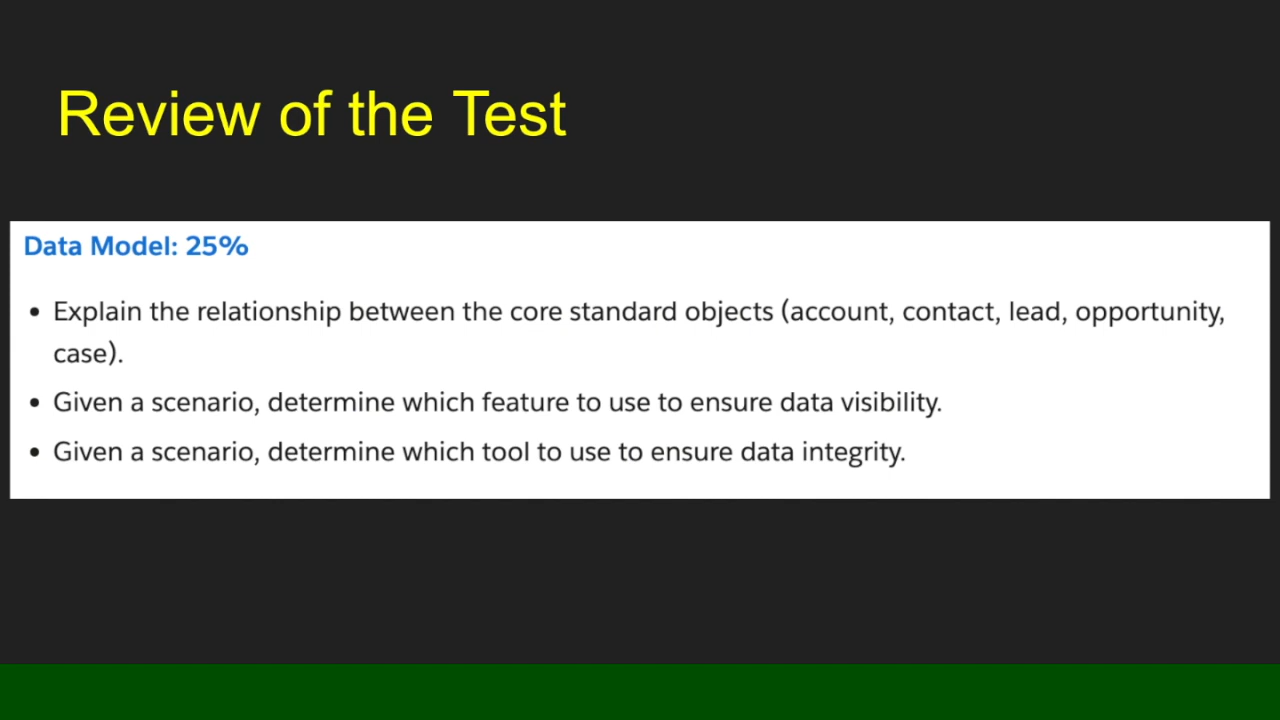 Review of the Test
Data Model: 25%
• Explain the relationship between the core standard objects (account, contact, lead, opportunity,
case).
• Given a scenario, determine which feature to use to ensure data visibility.
• Given a scenario, determine which tool to use to ensure data integrity.